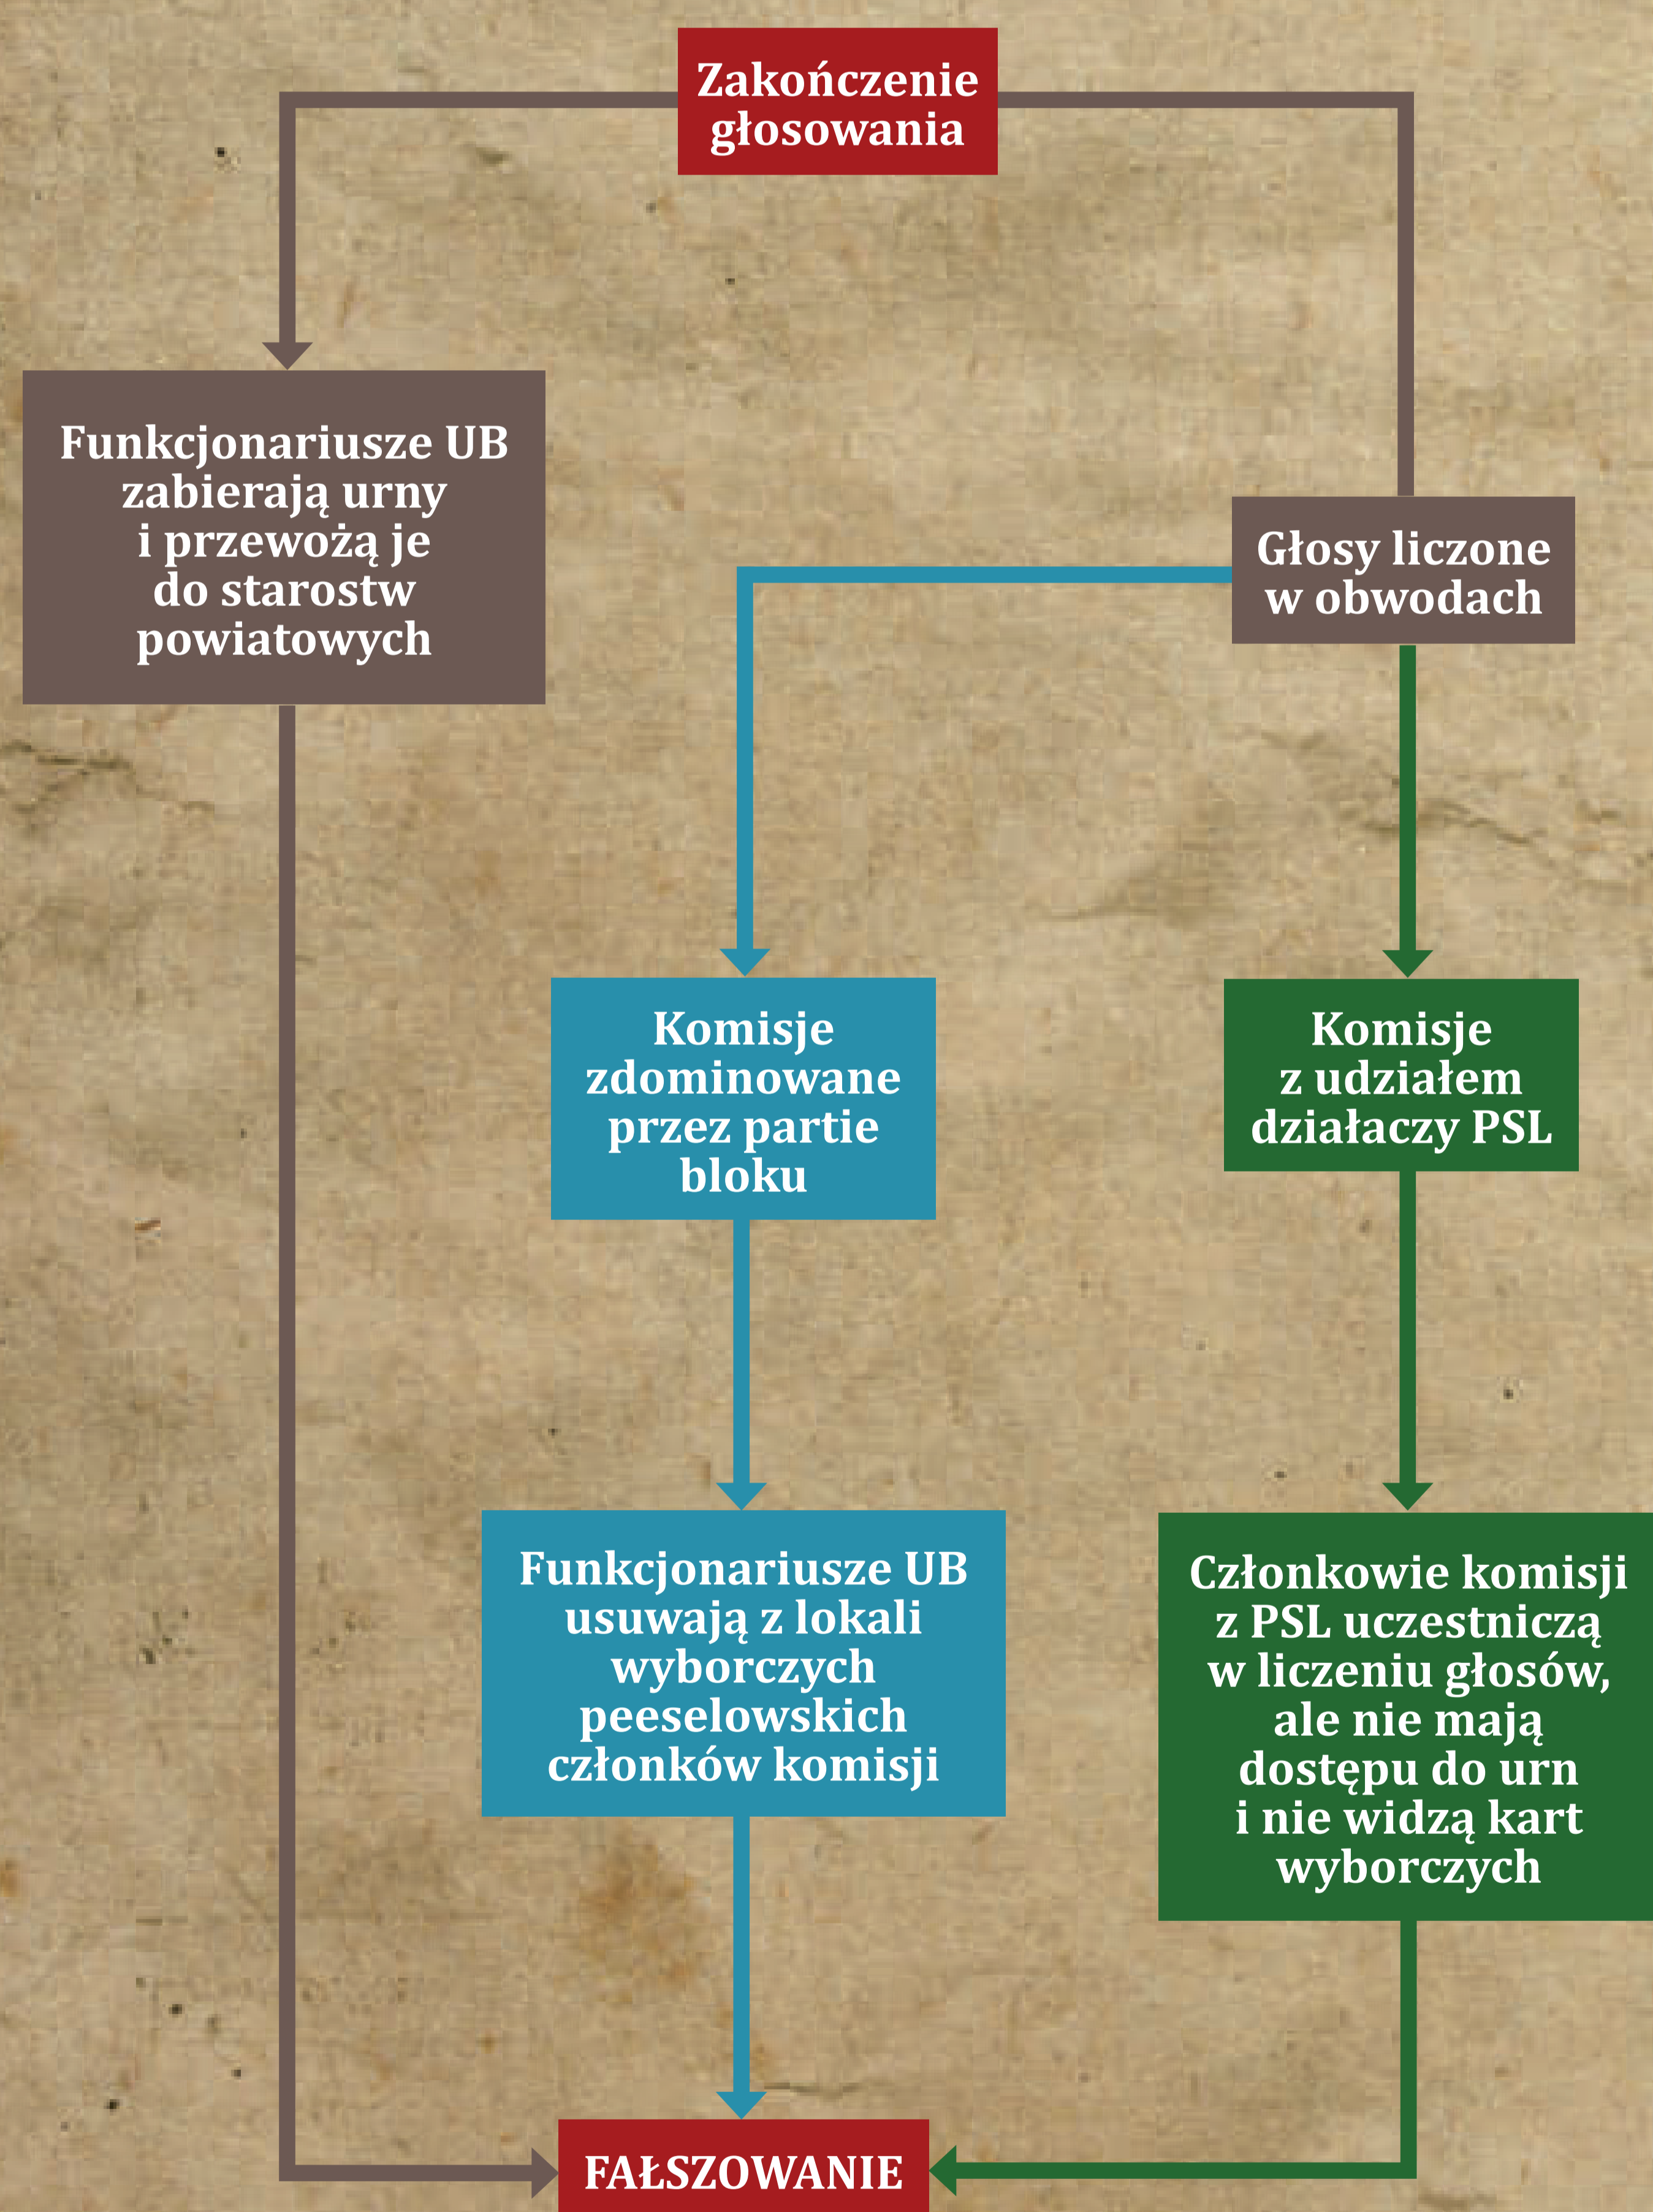 Zakończenie
głosowania
Funkcjonariusze UB
zabierają urny
i przewożą je
do starostw
powiatowych
Głosy liczone
w obwodach
Komisje
zdominowane
przez partie
bloku
Komisje
z udziałem
działaczy PSL
Funkcjonariusze UB
usuwają z lokali
wyborczych
peeselowskich
członków komisji
Członkowie komisji
z PSL uczestniczą
w liczeniu głosów,
ale nie mają
dostępu do urn
i nie widzą kart
wyborczych
FAŁSZOWANIE